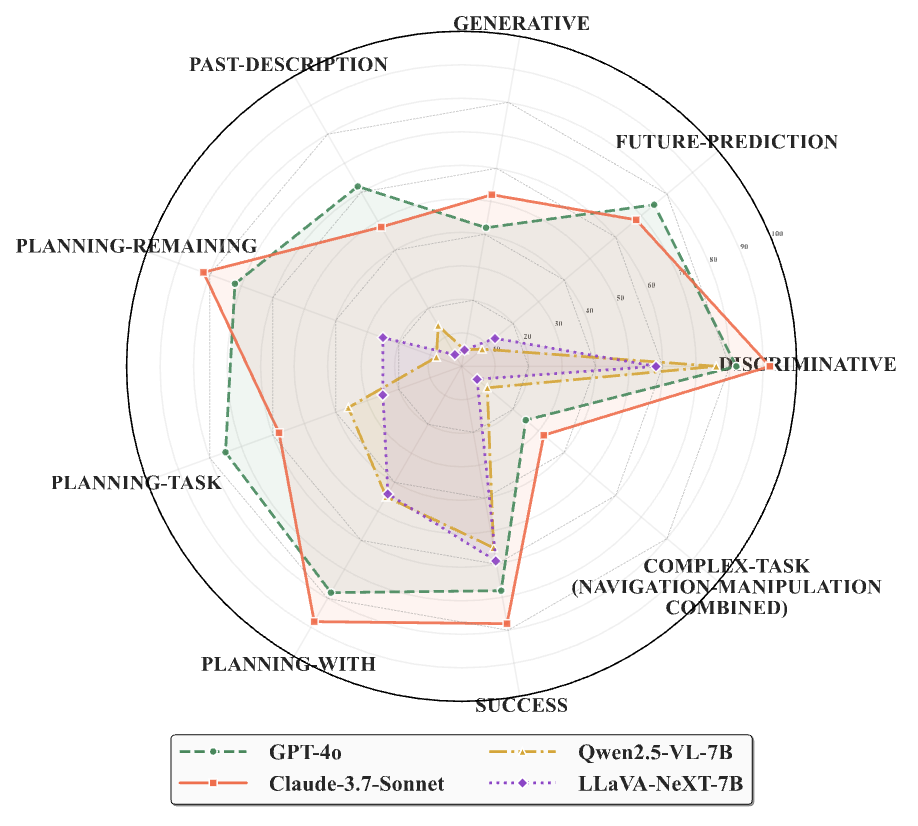 GENERATIVE
PAST-DESCRIPTION
FUTURE-PREDICTION
PLANNING-REMAINING
100
90
80
70
60
50
40
30
20
10
DISCRIMINATIVE
PLANNING-TASK
COMPLEX-TASK
(NAVIGATION-MANIPULATION
COMBINED)
PLANNING-WITH
SUCCESS
GPT-4o
Qwen2.5-VL-7B
Claude-3.7-Sonnet
LLaVA-NeXT-7B